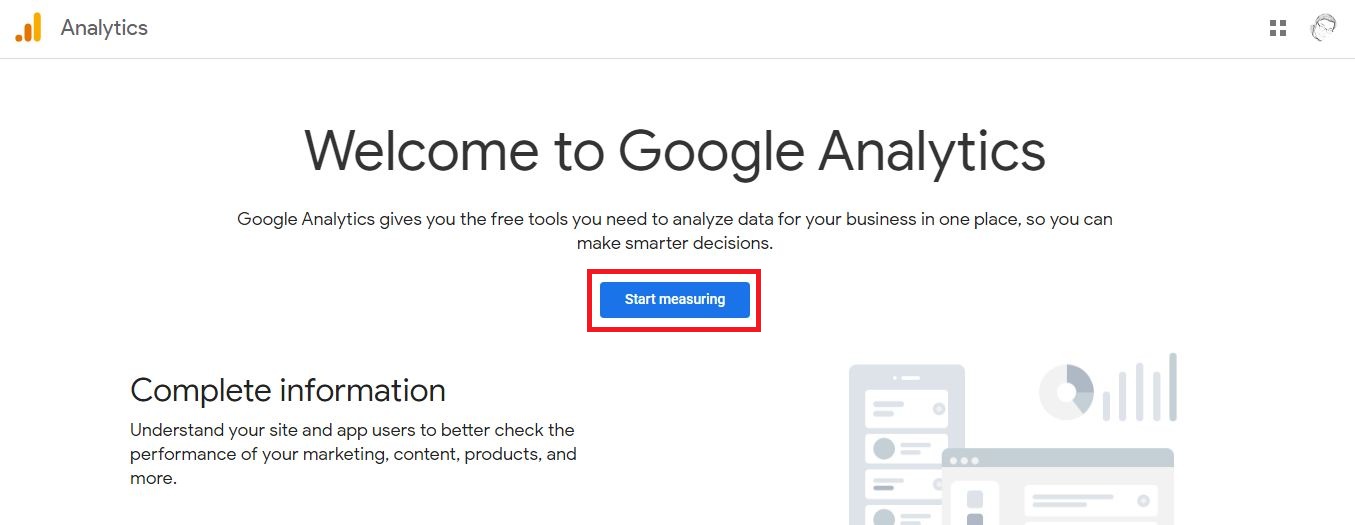 Analytics
Welcome to Google Analytics
Google Analytics gives you the free tools you need to analyze data for your business in one place, so you can
make smarter decisions.
Start measuring
Complete information
Understand your site and app users to better check the
performance of your marketing, content, products, and
more.